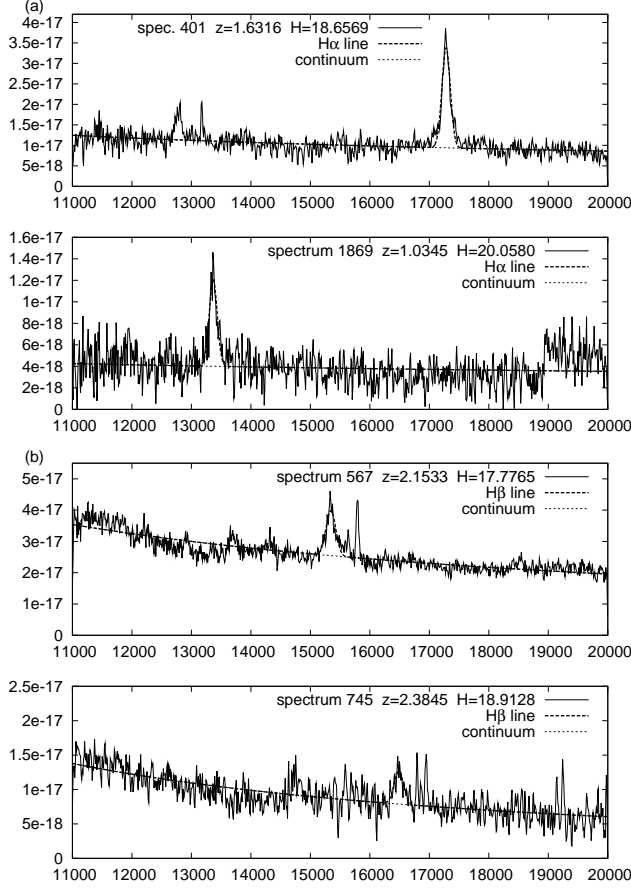 (a)
4e-17
3.5e-17
3e-17
2.5e-17
2e-17
1.5e-17
1e-17
5e-18
0
spec. 401 z=1.6316 H=18.6569
Hα line
continuum
11000 12000 13000 14000 15000 16000 17000 18000 19000 20000
1.6e-17
1.4e-17
1.2e-17
1e-17
8e-18
6e-18
4e-18
2e-18
0
spectrum 1869 z=1.0345 H=20.0580
Hα line
continuum
11000 12000 13000 14000 15000 16000 17000 18000 19000 20000
(b)
5e-17
4e-17
3e-17
2e-17
1e-17
0
spectrum 567 z=2.1533 H=17.7765
Hβ line
continuum
11000 12000 13000 14000 15000 16000 17000 18000 19000 20000
2.5e-17
2e-17
1.5e-17
1e-17
5e-18
0
spectrum 745 z=2.3845 H=18.9128
Hβ line
continuum
11000 12000 13000 14000 15000 16000 17000 18000 19000 20000